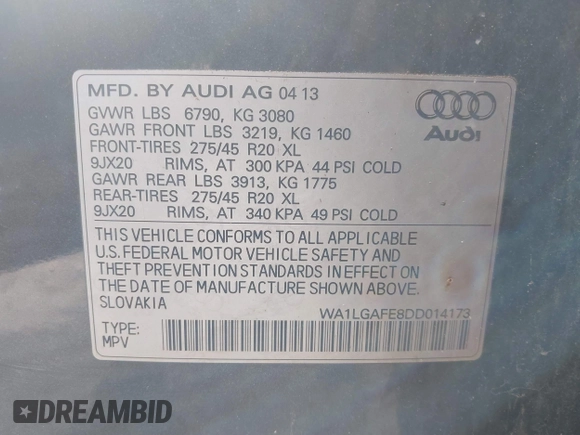 MFD. BY AUDI AG 04 13
GVWR LBS 6790, KG 3080
GAWR FRONT LBS 3219, KG 1460
FRONT-TIRES 275/45 R20 XL
9JX20 RIMS, AT 300 KPA 44 PSI COLD
GAWR REAR LBS 3913, KG 1775
REAR-TIRES 275/45 R20 XL
9JX20 RIMS, AT 340 KPA 49 PSI COLD
Audi
THIS VEHICLE CONFORMS TO ALL APPLICABLE
U.S. FEDERAL MOTOR VEHICLE SAFETY AND
THEFT PREVENTION STANDARDS IN EFFECT ON
THE DATE OF MANUFACTURE SHOWN ABOVE.
SLOVAKIA
WA1LGAFE8DD014173
TYPE:
MPV
DREAMBID